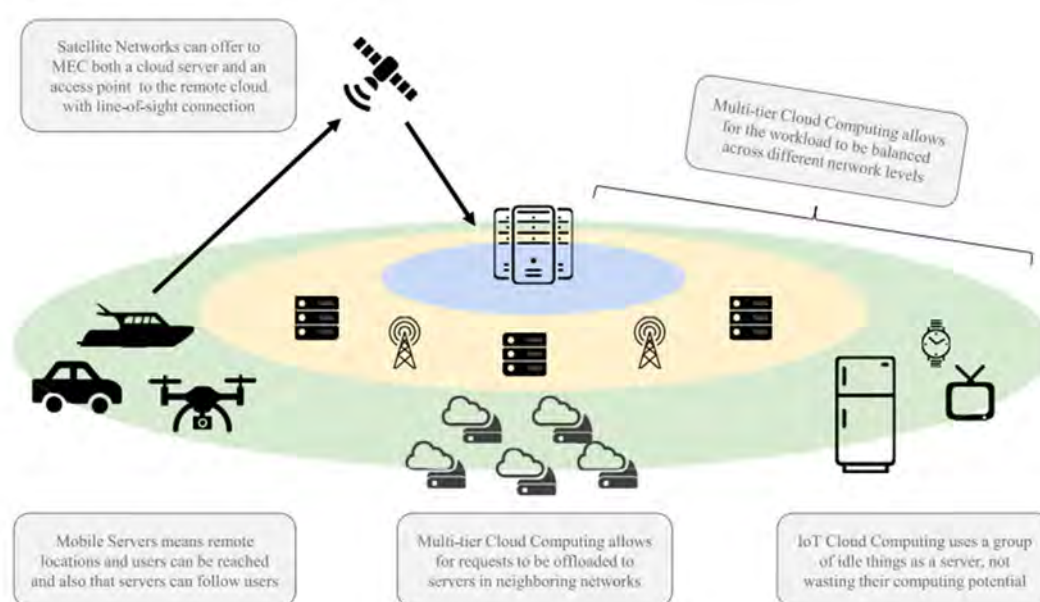 Satellite Networks can offer to
MEC both a cloud server and an
access point to the remote cloud
with line-of-sight connection
Multi-tier Cloud Computing allows
for the workload to be balanced
across different network levels
Mobile Servers means remote
locations and users can be reached
and also that servers can follow users
Multi-tier Cloud Computing allows
for requests to be offloaded to
servers in neighboring networks
IoT Cloud Computing uses a group
of idle things as a server, not
wasting their computing potential